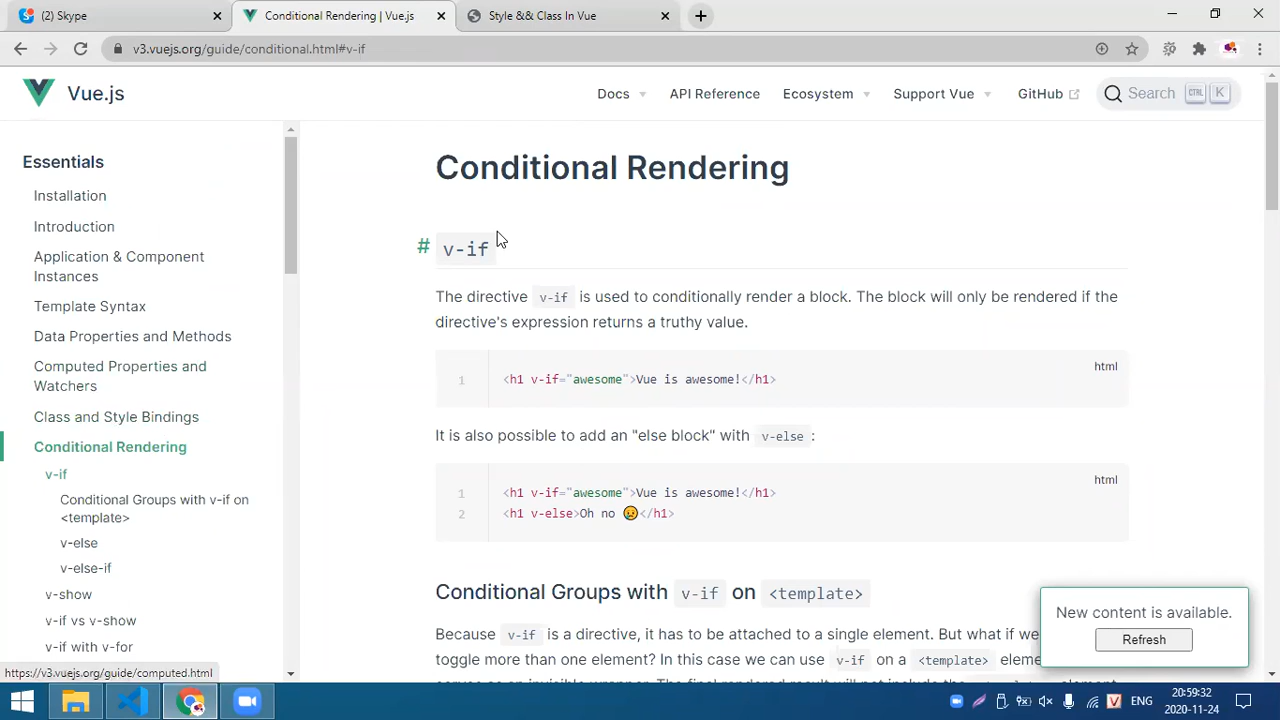 (2) Skype
Conditional Rendering | Vue.js
Style && Class In Vue
v3.vuejs.org/guide/conditional.html#v-if
Vue.js
Docs
API Reference
Ecosystem
Support Vue
GitHub
Search
CTRL
K
Essentials
Installation
Introduction
Application & Component
Instances
Template Syntax
Data Properties and Methods
Computed Properties and
Watchers
Class and Style Bindings
Conditional Rendering
v-if
Conditional Groups with v-if on
<template>
v-else
v-else-if
v-show
v-if vs v-show
v-if with v-for
https://v3.vuejs.org/guide/computed.html
Conditional Rendering
# v-if
The directive v-if is used to conditionally render a block. The block will only be rendered if the
directive's expression returns a truthy value.
html
1 <h1 v-if="awesome">Vue is awesome!</h1>
It is also possible to add an "else block" with v-else :
html
1 <h1 v-if="awesome">Vue is awesome!</h1>
2 <h1 v-else>Oh no 😢</h1>
Conditional Groups with v-if on <template>
Because v-if is a directive, it has to be attached to a single element. But what if we
toggle more than one element? In this case we can use v-if on a <template> elem
New content is available.
Refresh
V
ENG
20:59:32
2020-11-24